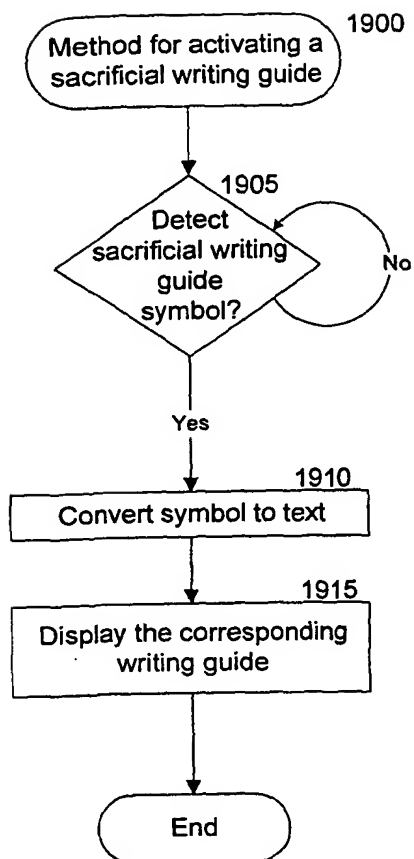 1900
Method for activating a
sacrificial writing guide
1905
Detect
sacrificial writing
guide
symbol?
No
Yes
1910
Convert symbol to text
1915
Display the corresponding
writing guide
End